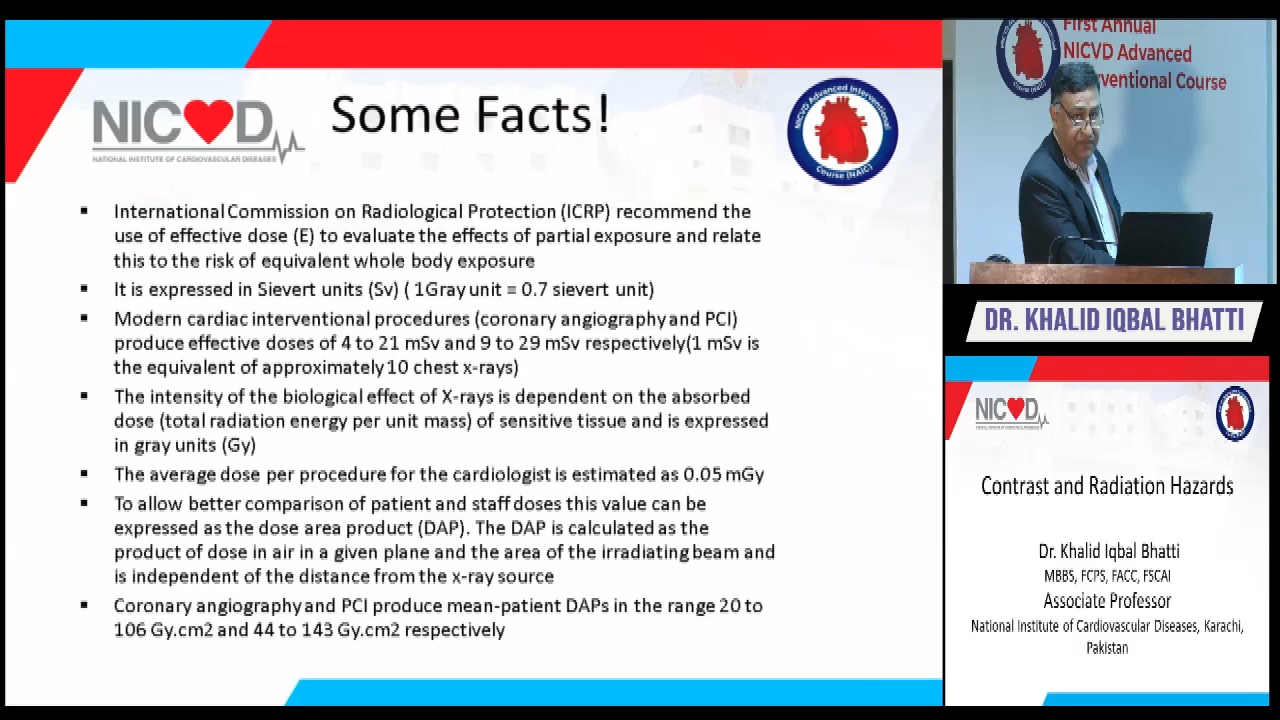 NICVD
NATIONAL INSTITUTE OF CARDIOVASCULAR DISEASES
Some Facts!
NICVD Advanced Interventional
Course (NAIC)
▪ International Commission on Radiological Protection (ICRP) recommend the
use of effective dose (E) to evaluate the effects of partial exposure and relate
this to the risk of equivalent whole body exposure
▪ It is expressed in Sievert units (Sv) ( 1Gray unit = 0.7 sievert unit)
▪ Modern cardiac interventional procedures (coronary angiography and PCI)
produce effective doses of 4 to 21 mSv and 9 to 29 mSv respectively(1 mSv is
the equivalent of approximately 10 chest x-rays)
▪ The intensity of the biological effect of X-rays is dependent on the absorbed
dose (total radiation energy per unit mass) of sensitive tissue and is expressed
in gray units (Gy)
▪ The average dose per procedure for the cardiologist is estimated as 0.05 mGy
▪ To allow better comparison of patient and staff doses this value can be
expressed as the dose area product (DAP). The DAP is calculated as the
product of dose in air in a given plane and the area of the irradiating beam and
is independent of the distance from the x-ray source
▪ Coronary angiography and PCI produce mean-patient DAPs in the range 20 to
106 Gy.cm2 and 44 to 143 Gy.cm2 respectively
First Annual
NICVD Advanced
erventional Course
DR. KHALID IQBAL BHATTI
NICVD
Contrast and Radiation Hazards
Dr. Khalid Iqbal Bhatti
MBBS, FCPS, FACC, FSCAI
Associate Professor
National Institute of Cardiovascular Diseases, Karachi,
Pakistan